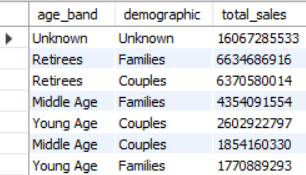 age_band demographic total_sales
Unknown Unknown 16067285533
Retirees Families 6634686916
Retirees Couples 6370580014
Middle Age Families 4354091554
Young Age Couples 2602922797
Middle Age Couples 1854160330
Young Age Families 1770889293